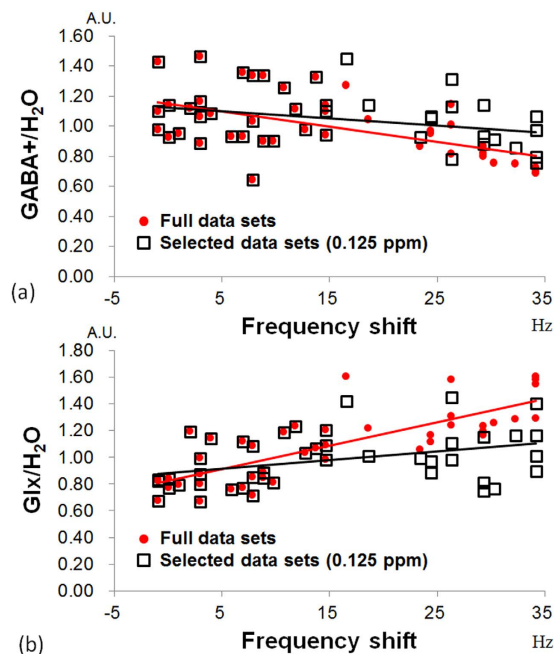 A.U.
1.60
1.40
1.20
1.00
0.80
0.60
0.40
0.20
0.00
GABA+/H2O
Full data sets
Selected data sets (0.125 ppm)
-5 5 15 25 35
(a)
Frequency shift Hz
A.U.
1.80
1.60
1.40
1.20
1.00
0.80
0.60
0.40
0.20
0.00
Glx/H2O
Full data sets
Selected data sets (0.125 ppm)
-5 5 15 25 35
(b)
Frequency shift Hz